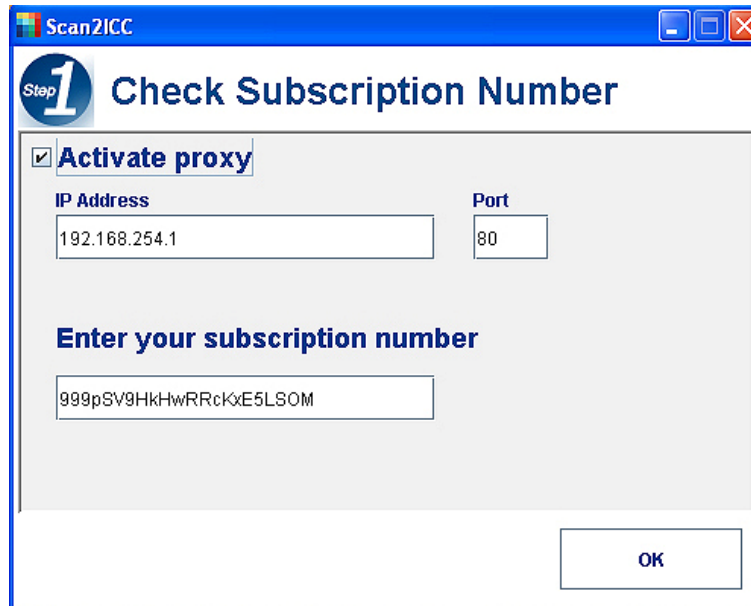 Scan2ICC
Step 1 Check Subscription Number
Activate proxy
IP Address Port
192.168.254.1 80
Enter your subscription number
999pSV9HkHwRRcKxE5LSOM
OK